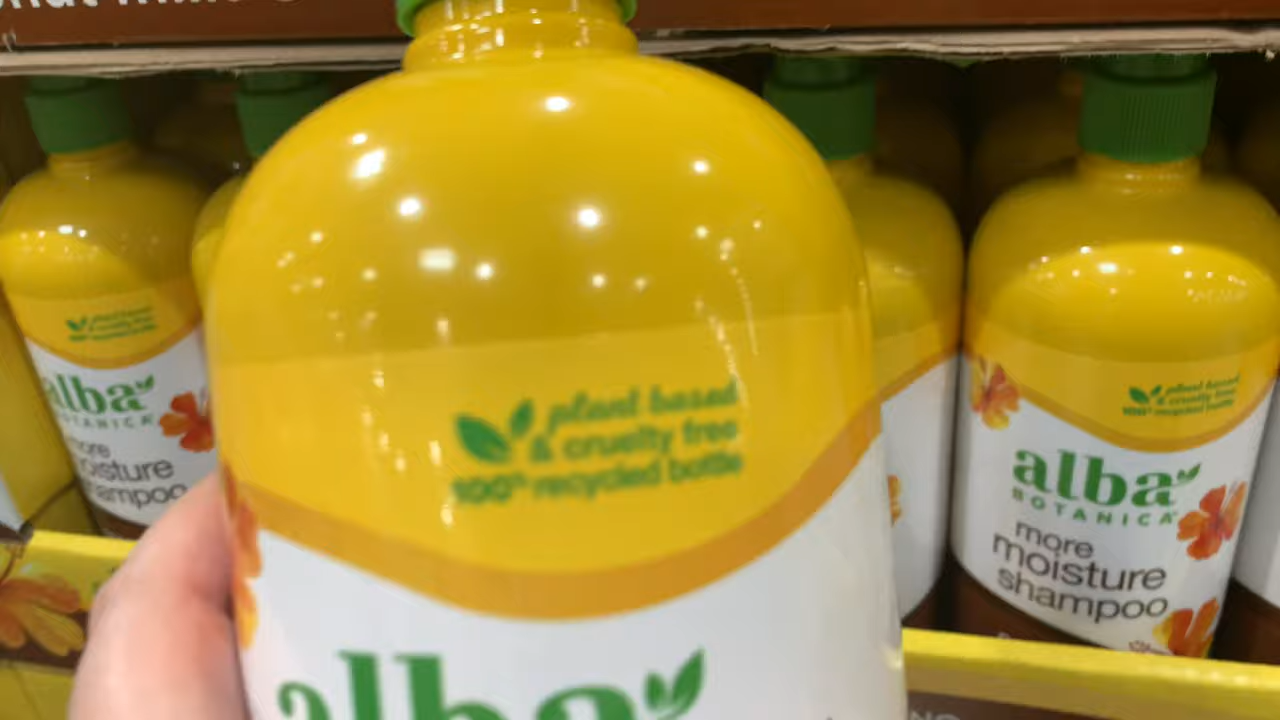 plant based
& cruelty free
100% recycled bottle
alba
alba
BOTANICA
more
moisture
shampoo
plant based
& cruelty free
100% recycled bottle
alba
BOTANICA
more
moisture
shampoo